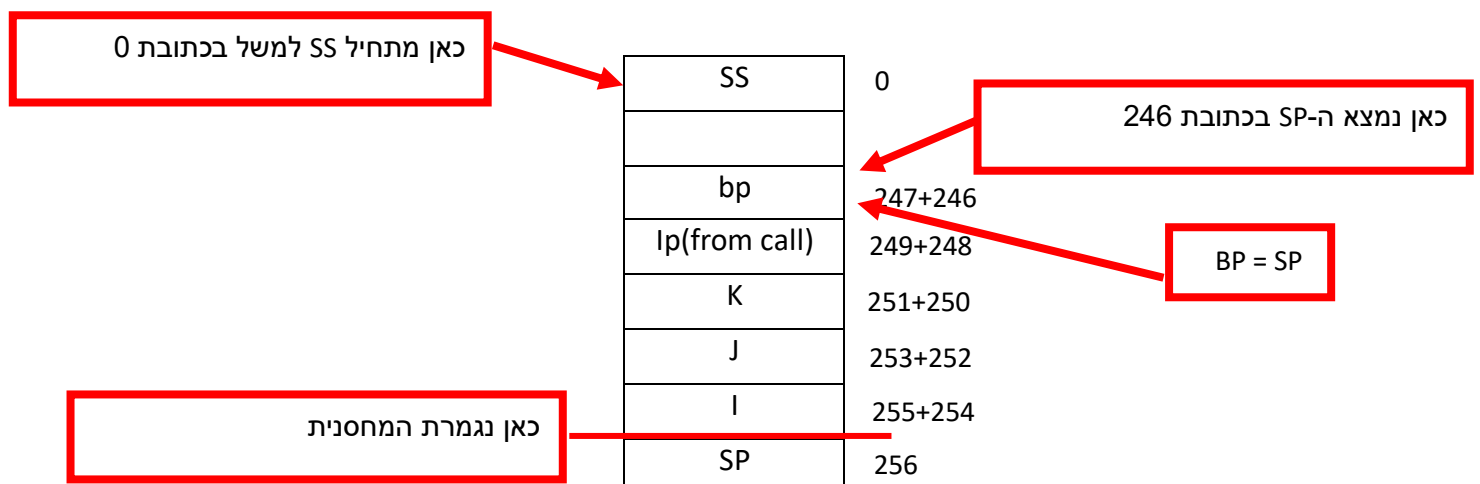 כאן מתחיל SS למשל בכתובת 0
SS
0
כאן נמצא ה-SP בכתובת 246
bp
247+246
Ip(from call)
249+248
BP = SP
K
251+250
J
253+252
I
255+254
כאן נגמרת המחסנית
SP
256